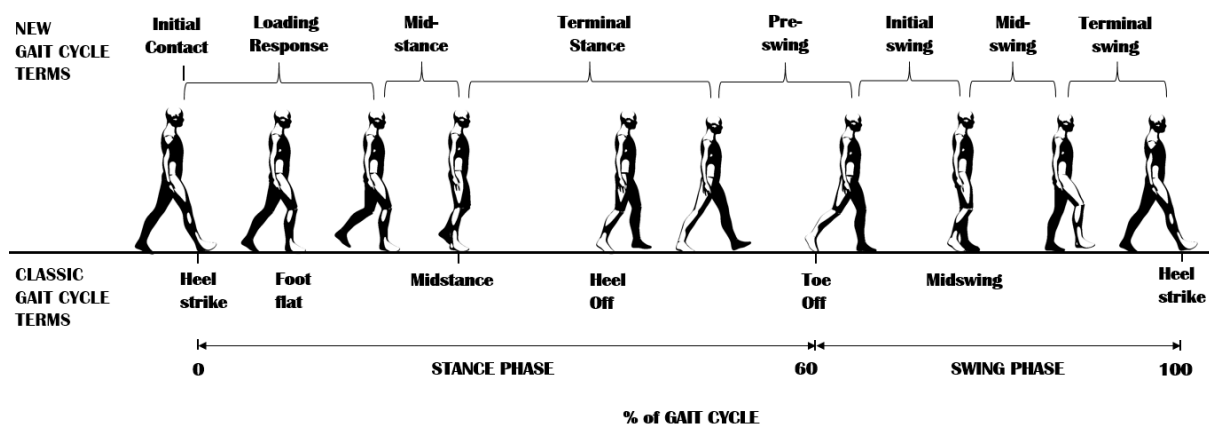 NEW
GAIT CYCLE
TERMS
Initial
Contact
Loading
Response
Mid-
stance
Terminal
Stance
Pre-
swing
Initial
swing
Mid-
swing
Terminal
swing
CLASSIC
GAIT CYCLE
TERMS
Heel
strike
Foot
flat
Midstance
Heel
Off
Toe
Off
Midswing
Heel
strike
0
STANCE PHASE
60
SWING PHASE
100
% of GAIT CYCLE